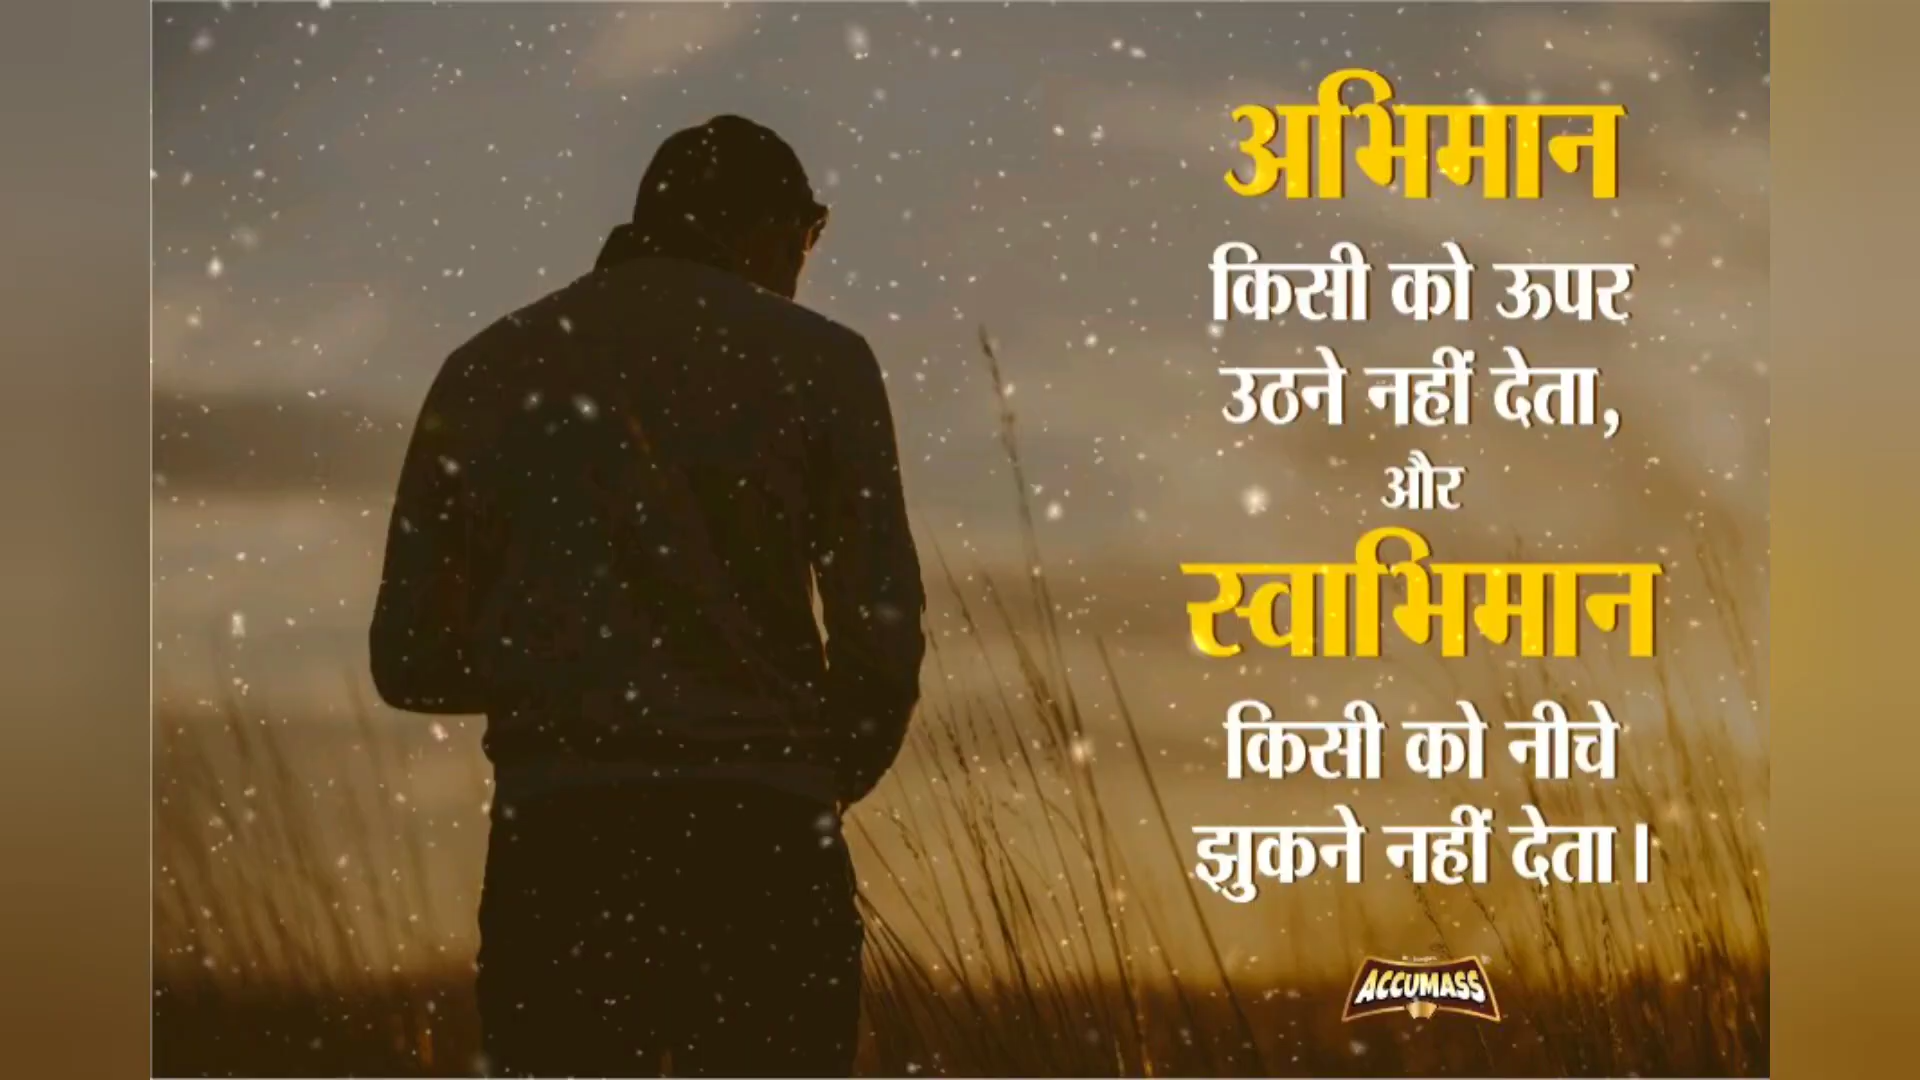 अभिमान
किसी को ऊपर
उठने नहीं देता,
और
स्वाभिमान
किसी को नीचे
झुकने नहीं देता।
ACCUMASS